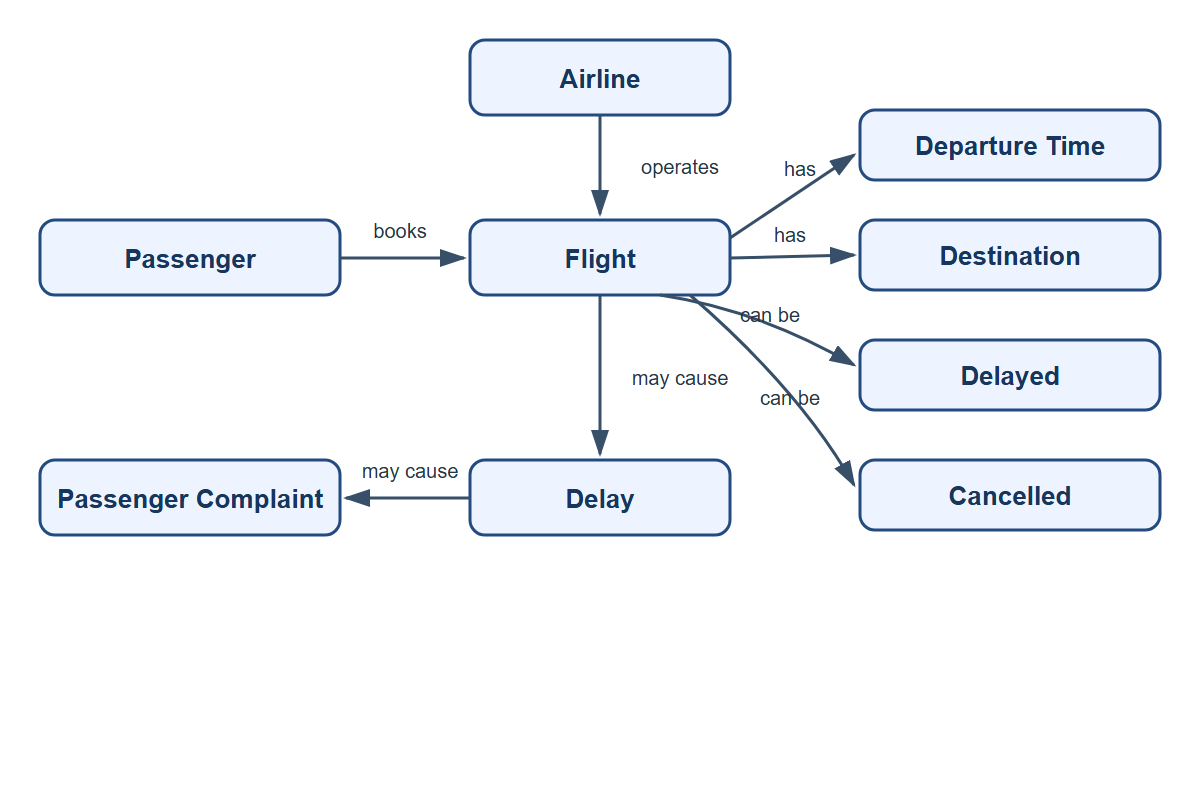 Airline
operates
has
Departure Time
books
has
Passenger
Flight
Destination
can be
Delayed
may cause
can be
may cause
Passenger Complaint
Delay
Cancelled